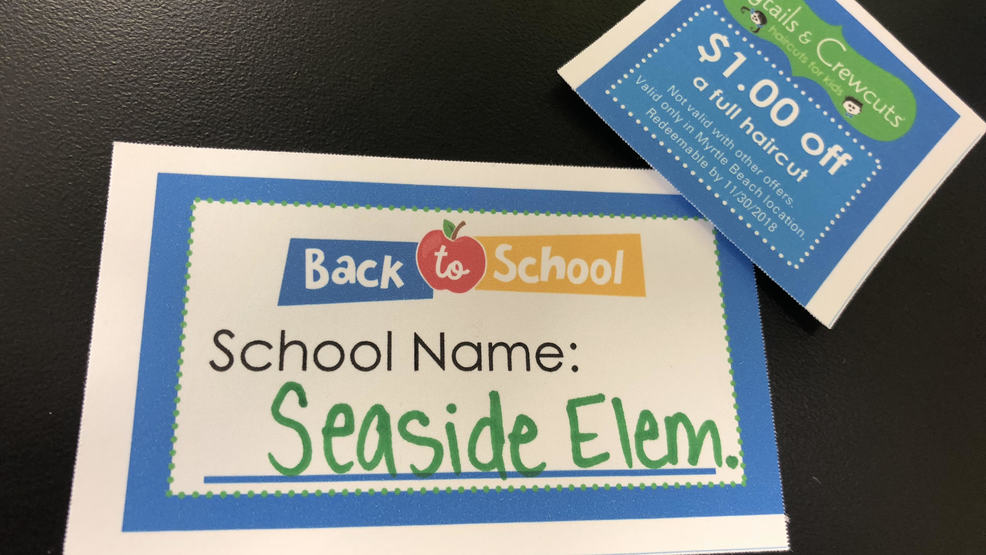 Back to School
School Name:
Seaside Elem.
& Crewcuts
haircuts for kids
$1.00 off
a full haircut
Not valid with other offers.
Valid only in Myrtle Beach location.
Redeemable by 11/30/2018